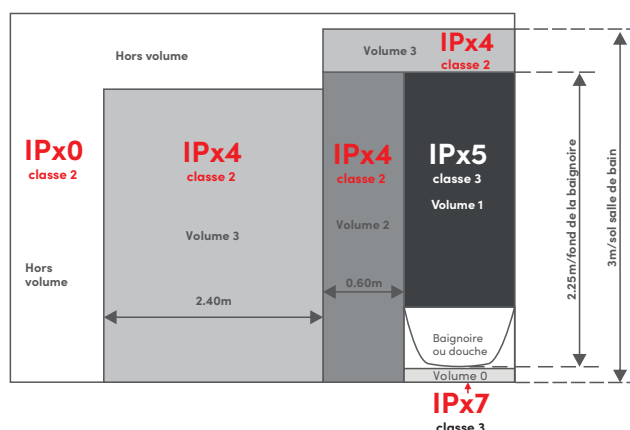 Hors volume
Volume 3
IPx4
classe 2
IPx0
classe 2
IPx4
classe 2
IPx4
classe 2
IPx5
classe 3
Volume 1
Volume 3
Volume 2
Hors
volume
2.40m
0.60m
Baignoire
ou douche
Volume 0
IPx7
classe 3
2.25m/fond de la baignoire
3m/sol salle de bain